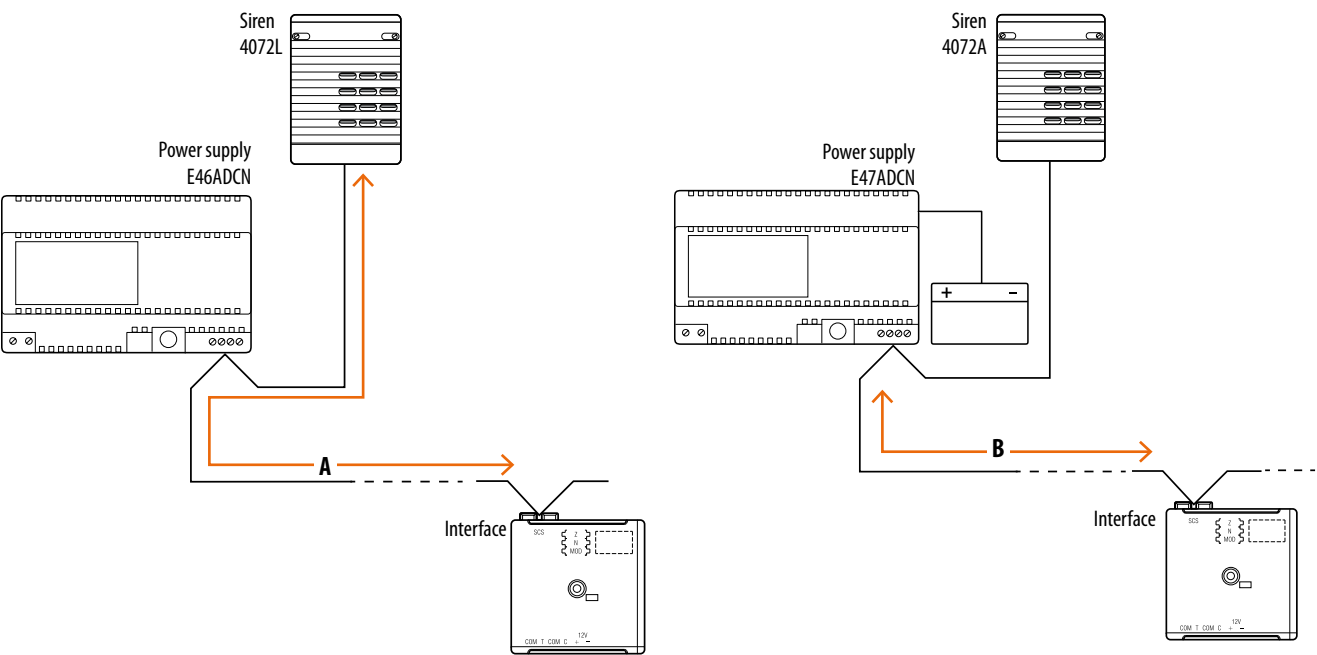 Siren
4072L
Power supply
E46ADCN
A
Interface
SCS
Z
N
MOD
12V
COM T COM C + -
Siren
4072A
Power supply
E47ADCN
+ -
B
Interface
SCS
Z
N
MOD
12V
COM T COM C + -